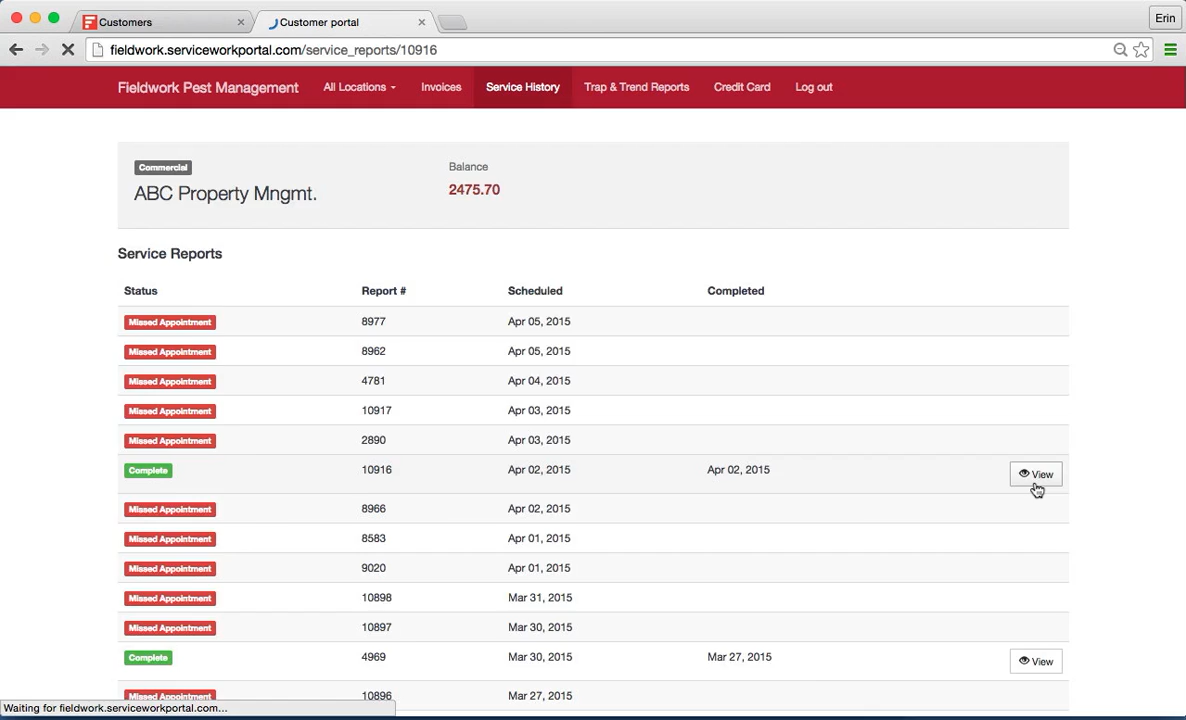 Customers
Customer portal
Erin
fieldwork.serviceworkportal.com/service_reports/10916
Fieldwork Pest Management All Locations Invoices Service History Trap & Trend Reports Credit Card Log out
Commercial
Balance
ABC Property Mngmt.
2475.70
Service Reports
Status Report # Scheduled Completed
Missed Appointment 8977 Apr 05, 2015
Missed Appointment 8962 Apr 05, 2015
Missed Appointment 4781 Apr 04, 2015
Missed Appointment 10917 Apr 03, 2015
Missed Appointment 2890 Apr 03, 2015
Complete 10916 Apr 02, 2015 Apr 02, 2015 View
Missed Appointment 8966 Apr 02, 2015
Missed Appointment 8583 Apr 01, 2015
Missed Appointment 9020 Apr 01, 2015
Missed Appointment 10898 Mar 31, 2015
Missed Appointment 10897 Mar 30, 2015
Complete 4969 Mar 30, 2015 Mar 27, 2015 View
Missed Appointment 10896 Mar 27, 2015
Waiting for fieldwork.serviceworkportal.com...